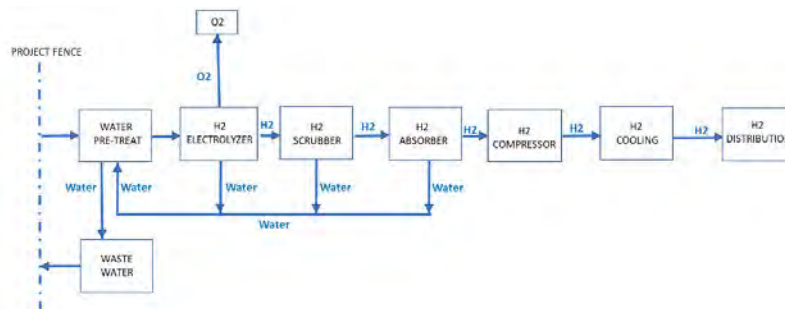 O2
PROJECT FENCE
O2
WATER
PRE-TREAT
H2
ELECTROLYZER
H2
H2
SCRUBBER
H2
H2
ABSORBER
H2
H2
COMPRESSOR
H2
H2
COOLING
H2
H2
DISTRIBUTION
Water
Water
Water
Water
Water
Water
WASTE
WATER